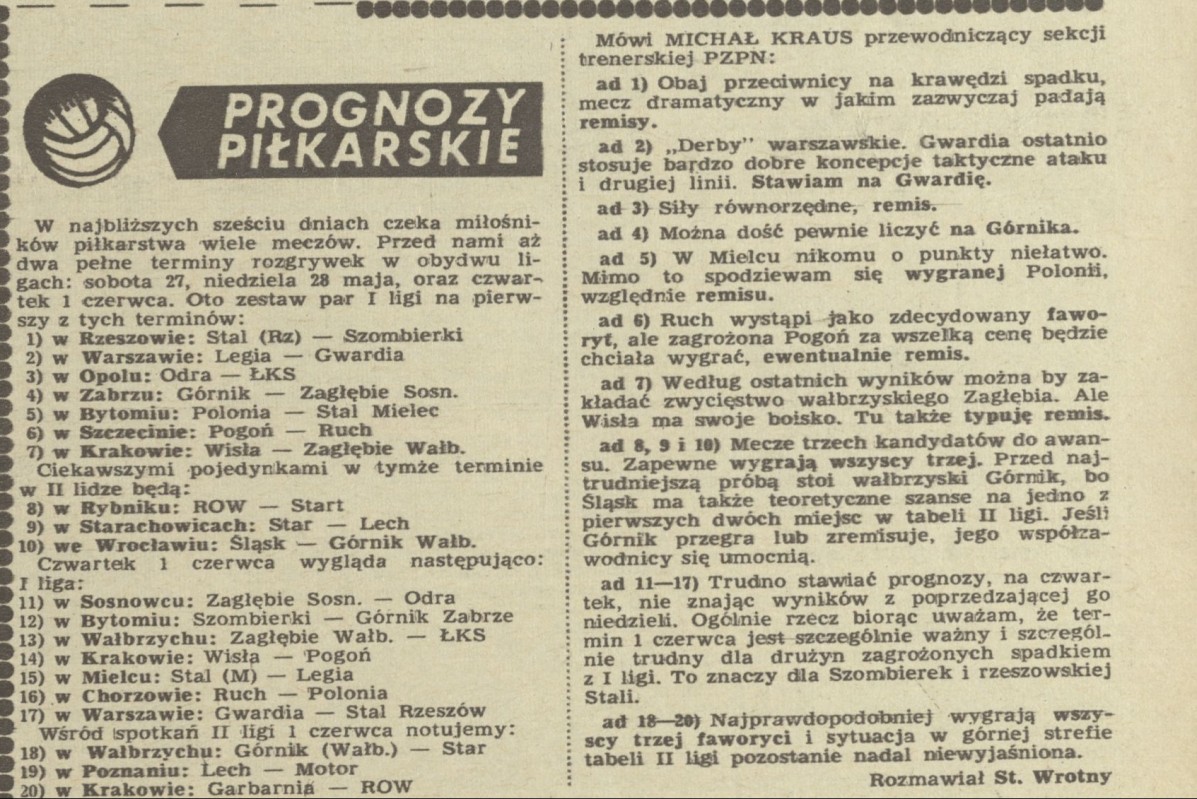 PROGNOZY
PIŁKARSKIE
W najbliższych sześciu dniach czeka miłośni-
ków piłkarstwa wiele meczów. Przed nami aż
dwa pełne terminy rozgrywek w obydwu li-
gach: sobota 27, niedziela 28 maja, oraz czwar-
tek 1 czerwca. Oto zestaw par I ligi na pierw-
szy z tych terminów:
1) w Rzeszowie: Stal (Rz) — Szombierki
2) w Warszawie: Legia — Gwardia
3) w Opolu: Odra — ŁKS
4) w Zabrzu: Górnik — Zagłębie Sosn.
5) w Bytomiu: Polonia — Stal Mielec
6) w Szczecinie: Pogoń — Ruch
7) w Krakowie: Wisła — Zagłębie Wałb.
Ciekawszymi pojedynkami w tymże terminie
w II lidze będą:
8) w Rybniku: ROW — Start
9) w Starachowicach: Star — Lech
10) we Wrocławiu: Śląsk — Górnik Wałb.
Czwartek 1 czerwca wygląda następująco:
I liga:
11) w Sosnowcu: Zagłębie Sosn. — Odra
12) w Bytomiu: Szombierki — Górnik Zabrze
13) w Wałbrzychu: Zagłębie Wałb. — ŁKS
14) w Krakowie: Wisła — Pogoń
15) w Mielcu: Stal (M) — Legia
16) w Chorzowie: Ruch — Polonia
17) w Warszawie: Gwardia — Stal Rzeszów
Wśród spotkań II ligi 1 czerwca notujemy:
18) w Wałbrzychu: Górnik (Wałb.) — Star
19) w Poznaniu: Lech — Motor
20) w Krakowie: Garbarnia — ROW
Mówi MICHAŁ KRAUS przewodniczący sekcji
trenerskiej PZPN:
ad 1) Obaj przeciwnicy na krawędzi spadku,
mecz dramatyczny w jakim zazwyczaj padają
remisy.
ad 2) „Derby” warszawskie. Gwardia ostatnio
stosuje bardzo dobre koncepcje taktyczne ataku
i drugiej linii. Stawiam na Gwardię.
ad 3) Siły równorzędne, remis.
ad 4) Można dość pewnie liczyć na Górnika.
ad 5) W Mielcu nikomu o punkty niełatwo.
Mimo to spodziewam się wygranej Polonii,
względnie remisu.
ad 6) Ruch wystąpi jako zdecydowany fawo-
ryt, ale zagrożona Pogoń za wszelką cenę będzie
chciała wygrać, ewentualnie remis.
ad 7) Według ostatnich wyników można by za-
kładać zwycięstwo wałbrzyskiego Zagłębia. Ale
Wisła ma swoje boisko. Tu także typuję remis.
ad 8, 9 i 10) Mecze trzech kandydatów do awan-
su. Zapewne wygrają wszyscy trzej. Przed naj-
trudniejszą próbą stoi wałbrzyski Górnik, bo
Śląsk ma także teoretyczne szanse na jedno z
pierwszych dwóch miejsc w tabeli II ligi. Jeśli
Górnik przegra lub zremisuje, jego współza-
wodnicy się umocnią.
ad 11—17) Trudno stawiać prognozy, na czwar-
tek, nie znając wyników z poprzedzającej go
niedzieli. Ogólnie rzecz biorąc uważam, że ter-
min 1 czerwca jest szczególnie ważny i szczegól-
nie trudny dla drużyn zagrożonych spadkiem
z I ligi. To znaczy dla Szombierek i rzeszowskiej
Stali.
ad 18—20) Najprawdopodobniej wygrają wszy-
scy trzej faworyci i sytuacja w górnej strefie
tabeli II ligi pozostanie nadal niewyjaśniona.
Rozmawiał St. Wrotny